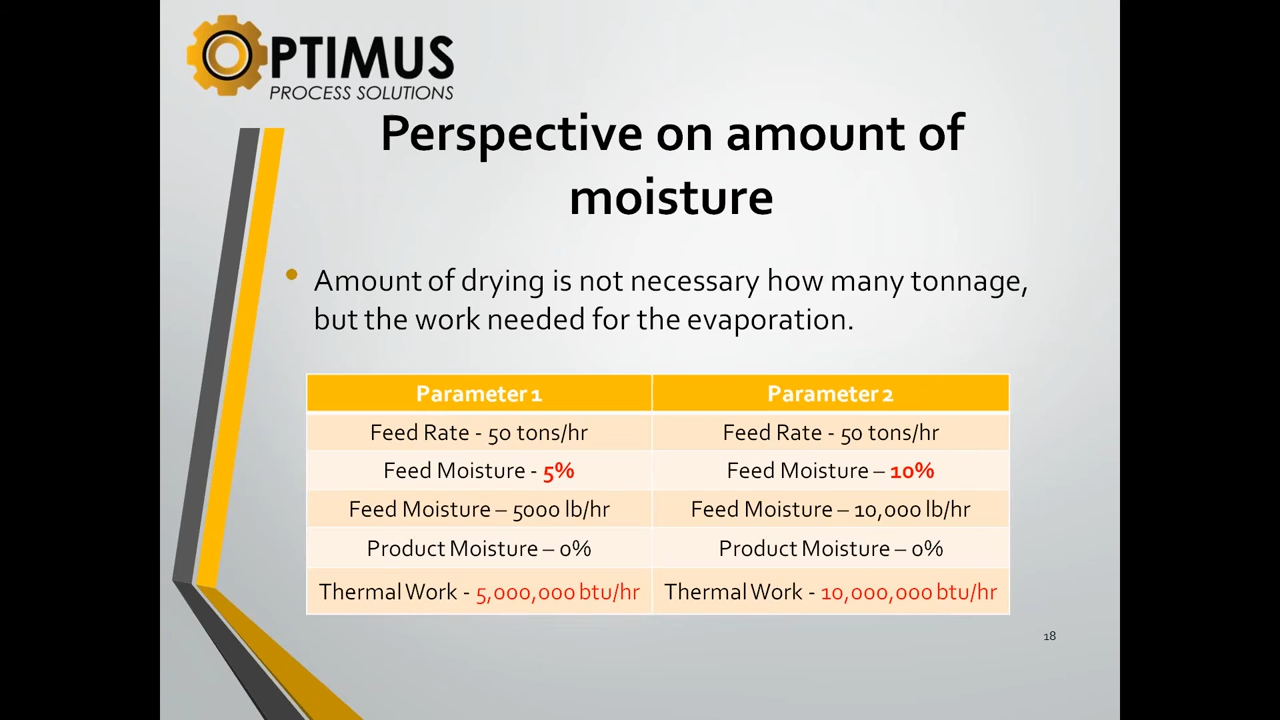 OPTIMUS
PROCESS SOLUTIONS
Perspective on amount of
moisture
• Amount of drying is not necessary how many tonnage,
but the work needed for the evaporation.
Parameter 1 Parameter 2
Feed Rate - 50 tons/hr Feed Rate - 50 tons/hr
Feed Moisture - 5% Feed Moisture – 10%
Feed Moisture – 5000 lb/hr Feed Moisture – 10,000 lb/hr
Product Moisture – 0% Product Moisture – 0%
Thermal Work - 5,000,000 btu/hr Thermal Work - 10,000,000 btu/hr
18